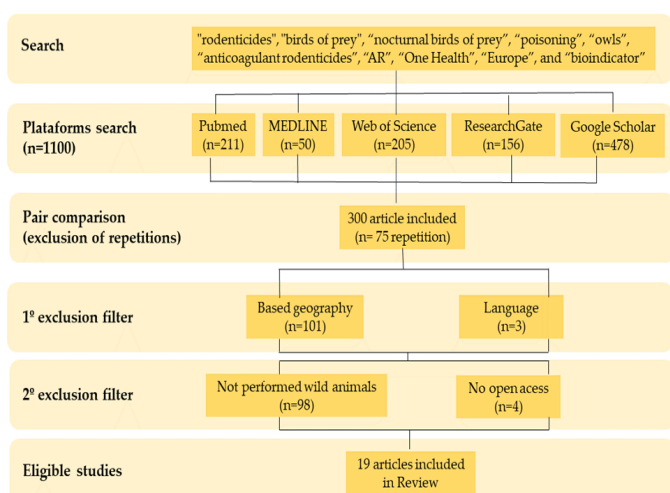 Search
"rodenticides", "birds of prey", “nocturnal birds of prey”, “poisoning”, “owls”,
“anticoagulant rodenticides”, “AR”, “One Health”, “Europe”, and “bioindicator”
Plataforms search
(n=1100)
Pubmed
(n=211)
MEDLINE
(n=50)
Web of Science
(n=205)
ResearchGate
(n=156)
Google Scholar
(n=478)
Pair comparison
(exclusion of repetitions)
300 article included
(n= 75 repetition)
1º exclusion filter
Based geography
(n=101)
Language
(n=3)
2º exclusion filter
Not performed wild animals
(n=98)
No open acess
(n=4)
Eligible studies
19 articles included
in Review